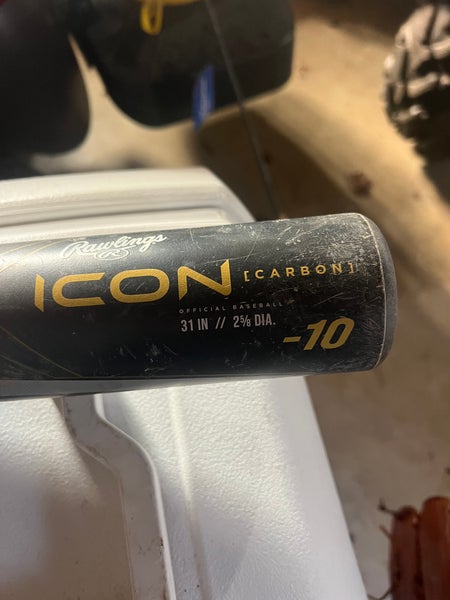 Rawlings
R
ICON [CARBON]
OFFICIAL BASEBALL
31 IN // 2⅝ DIA.
-10